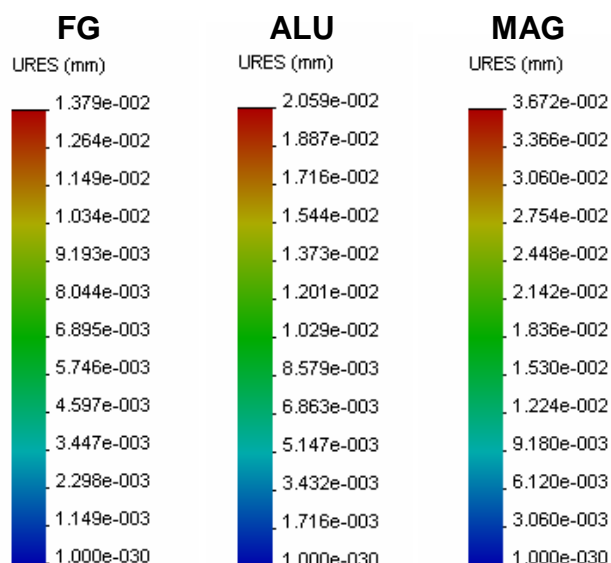 FG ALU MAG
URES (mm) URES (mm) URES (mm)
1.379e-002 2.059e-002 3.672e-002
1.264e-002 1.887e-002 3.366e-002
1.149e-002 1.716e-002 3.060e-002
1.034e-002 1.544e-002 2.754e-002
9.193e-003 1.373e-002 2.448e-002
8.044e-003 1.201e-002 2.142e-002
6.895e-003 1.029e-002 1.836e-002
5.746e-003 8.579e-003 1.530e-002
4.597e-003 6.863e-003 1.224e-002
3.447e-003 5.147e-003 9.180e-003
2.298e-003 3.432e-003 6.120e-003
1.149e-003 1.716e-003 3.060e-003
1.000e-030 1.000e-030 1.000e-030